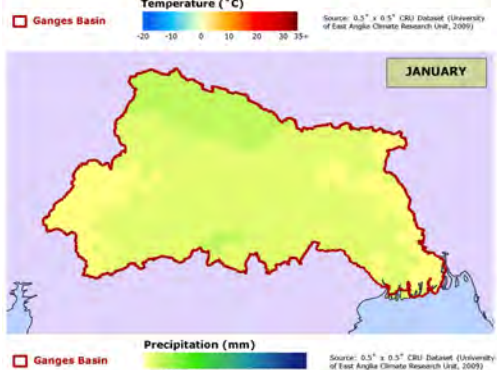 Temperature (°C)
Ganges Basin
-20 -10 0 10 20 30 35+
Source: 0.5° x 0.5° CRU Dataset (University
of East Anglia Climate Research Unit, 2009)
JANUARY
Precipitation (mm)
Ganges Basin
Source: 0.5° x 0.5° CRU Dataset (University
of East Anglia Climate Research Unit, 2009)